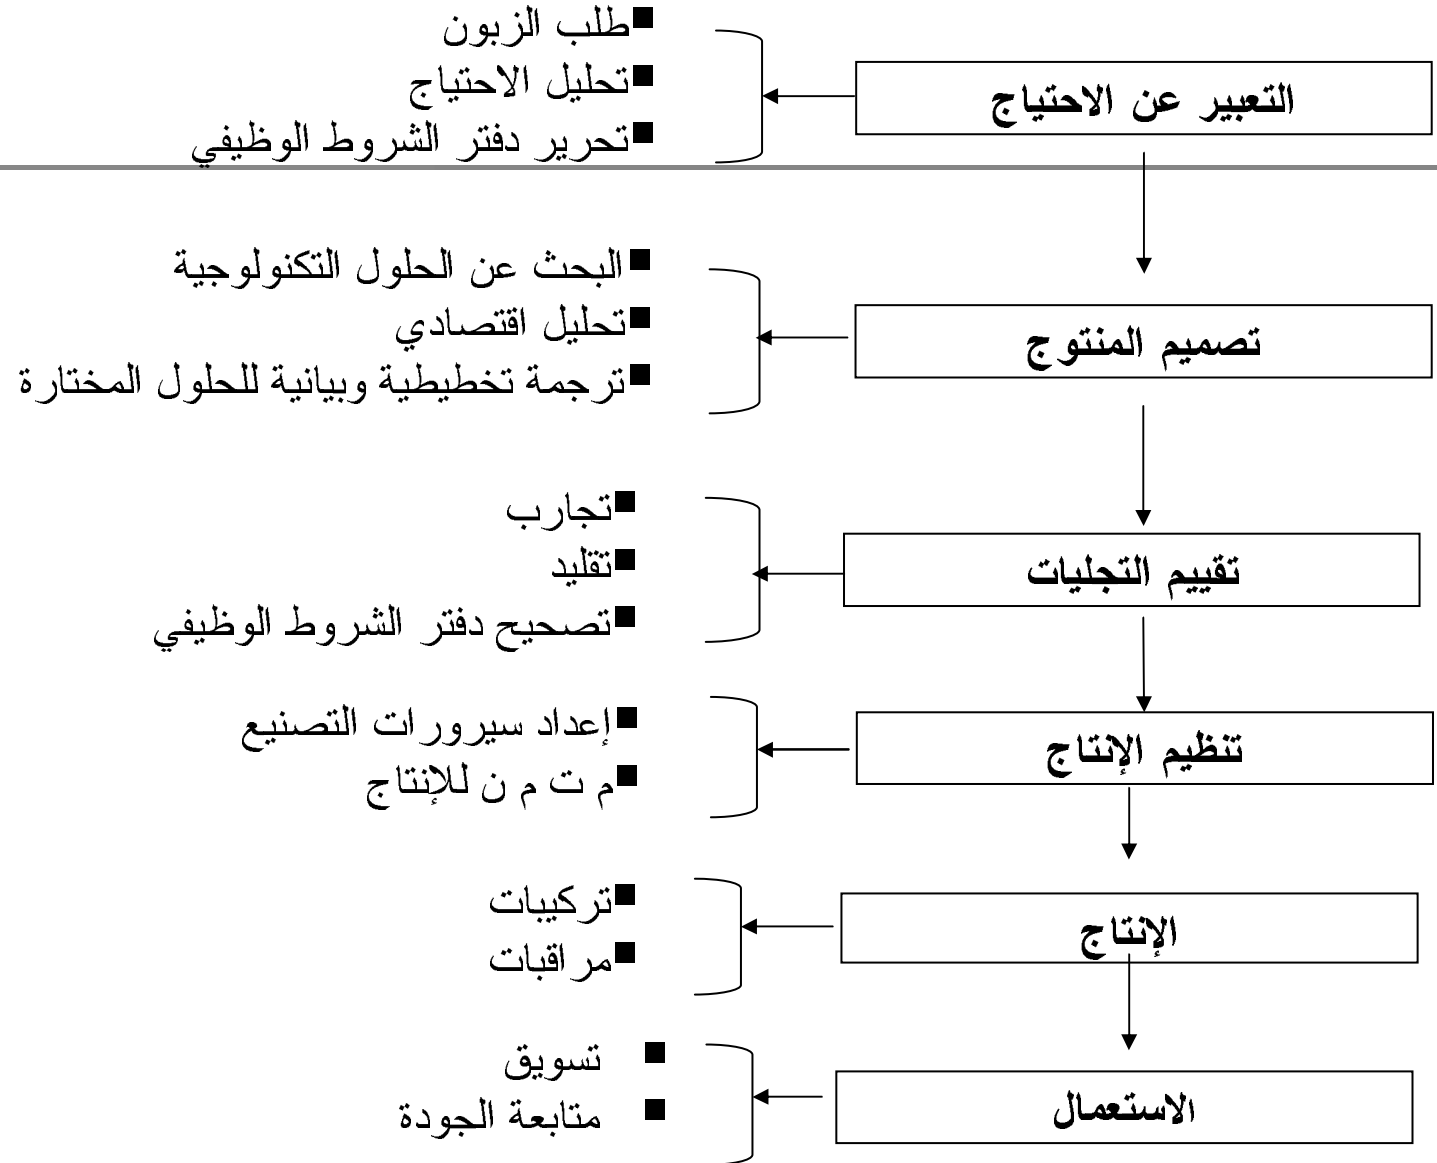 التعبير عن الاحتياج
■طلب الزبون
■تحليل الاحتياج
■تحرير دفتر الشروط الوظيفي
تصميم المنتوج
■البحث عن الحلول التكنولوجية
■تحليل اقتصادي
■ترجمة تخطيطية وبيانية للحلول المختارة
تقييم التجليات
■تجارب
■تقليد
■تصحيح دفتر الشروط الوظيفي
تنظيم الإنتاج
■إعداد سيرورات التصنيع
■م ت م ن للإنتاج
الإنتاج
■تركيبات
■مراقبات
الاستعمال
■ تسويق
■ متابعة الجودة